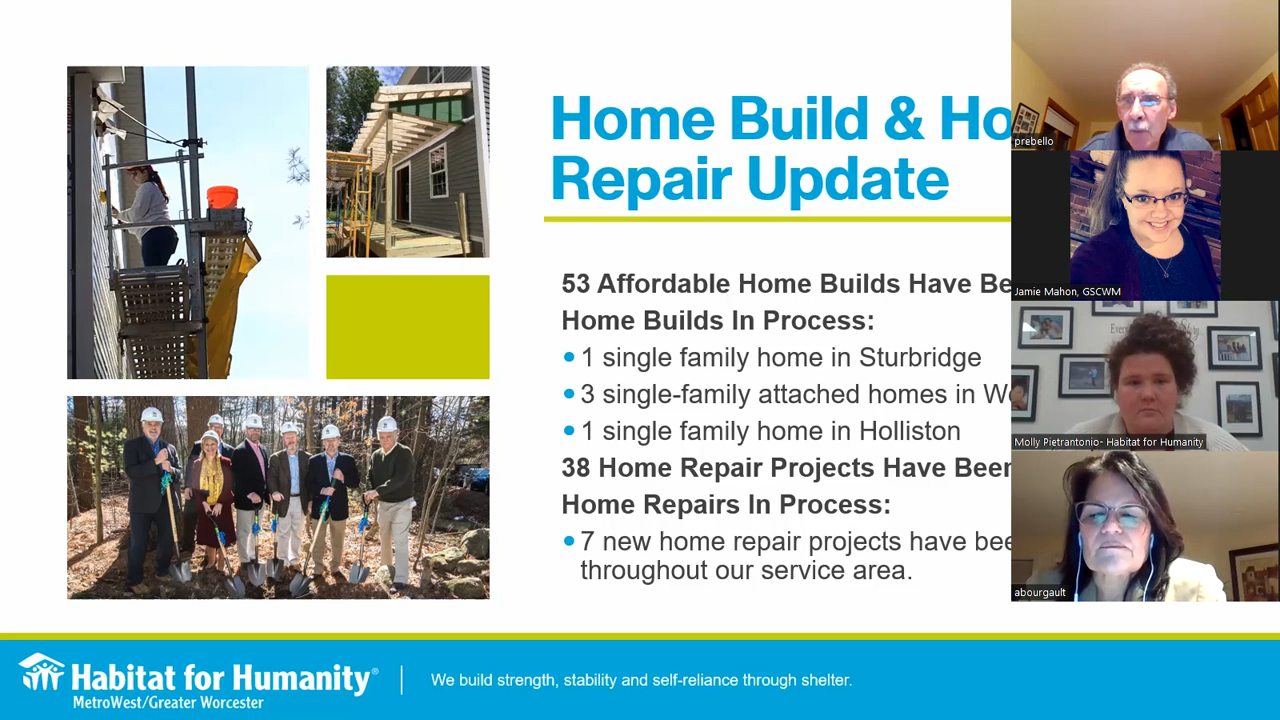 Home Build & Ho
Repair Update
53 Affordable Home Builds Have Be
Home Builds In Process:
1 single family home in Sturbridge
3 single-family attached homes in Wo
1 single family home in Holliston
38 Home Repair Projects Have Been
Home Repairs In Process:
7 new home repair projects have bee
throughout our service area.
prebello
Jamie Mahon, GSCWM
Molly Pietrantonio- Habitat for Humanity
abourgault
Habitat for Humanity®
MetroWest/Greater Worcester
We build strength, stability and self-reliance through shelter.